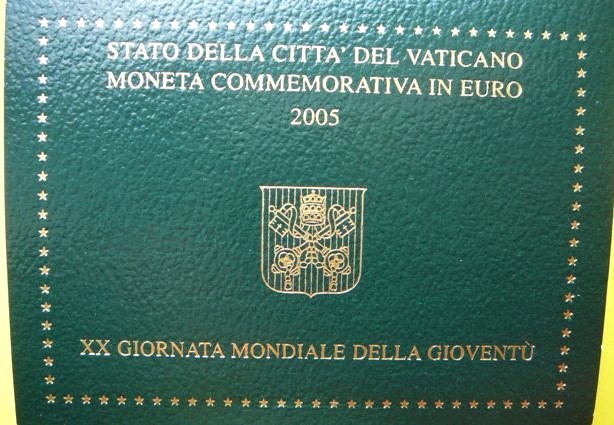 STATO DELLA CITTA' DEL VATICANO
MONETA COMMEMORATIVA IN EURO
2005
XX GIORNATA MONDIALE DELLA GIOVENTÙ